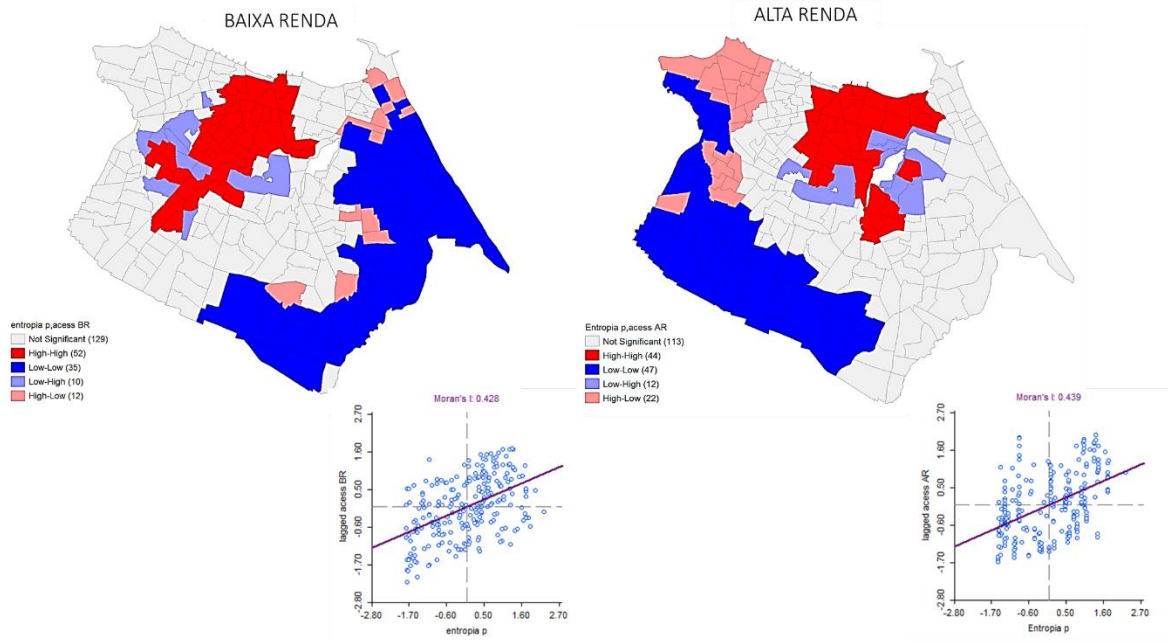 BAIXA RENDA
entropia p,acess BR
Not Significant (129)
High-High (52)
Low-Low (35)
Low-High (10)
High-Low (12)
Moran's I: 0.428
lagged acess BR
2.70
1.60
0.50
-0.60
-1.70
-2.80
-2.80 -1.70 -0.60 0.50 1.60 2.70
entropia p
ALTA RENDA
Entropia p,acess AR
Not Significant (113)
High-High (44)
Low-Low (47)
Low-High (12)
High-Low (22)
Moran's I: 0.439
lagged acess AR
2.70
1.60
0.50
-0.60
-1.70
-2.80
-2.80 -1.70 -0.60 0.50 1.60 2.70
Entropia p